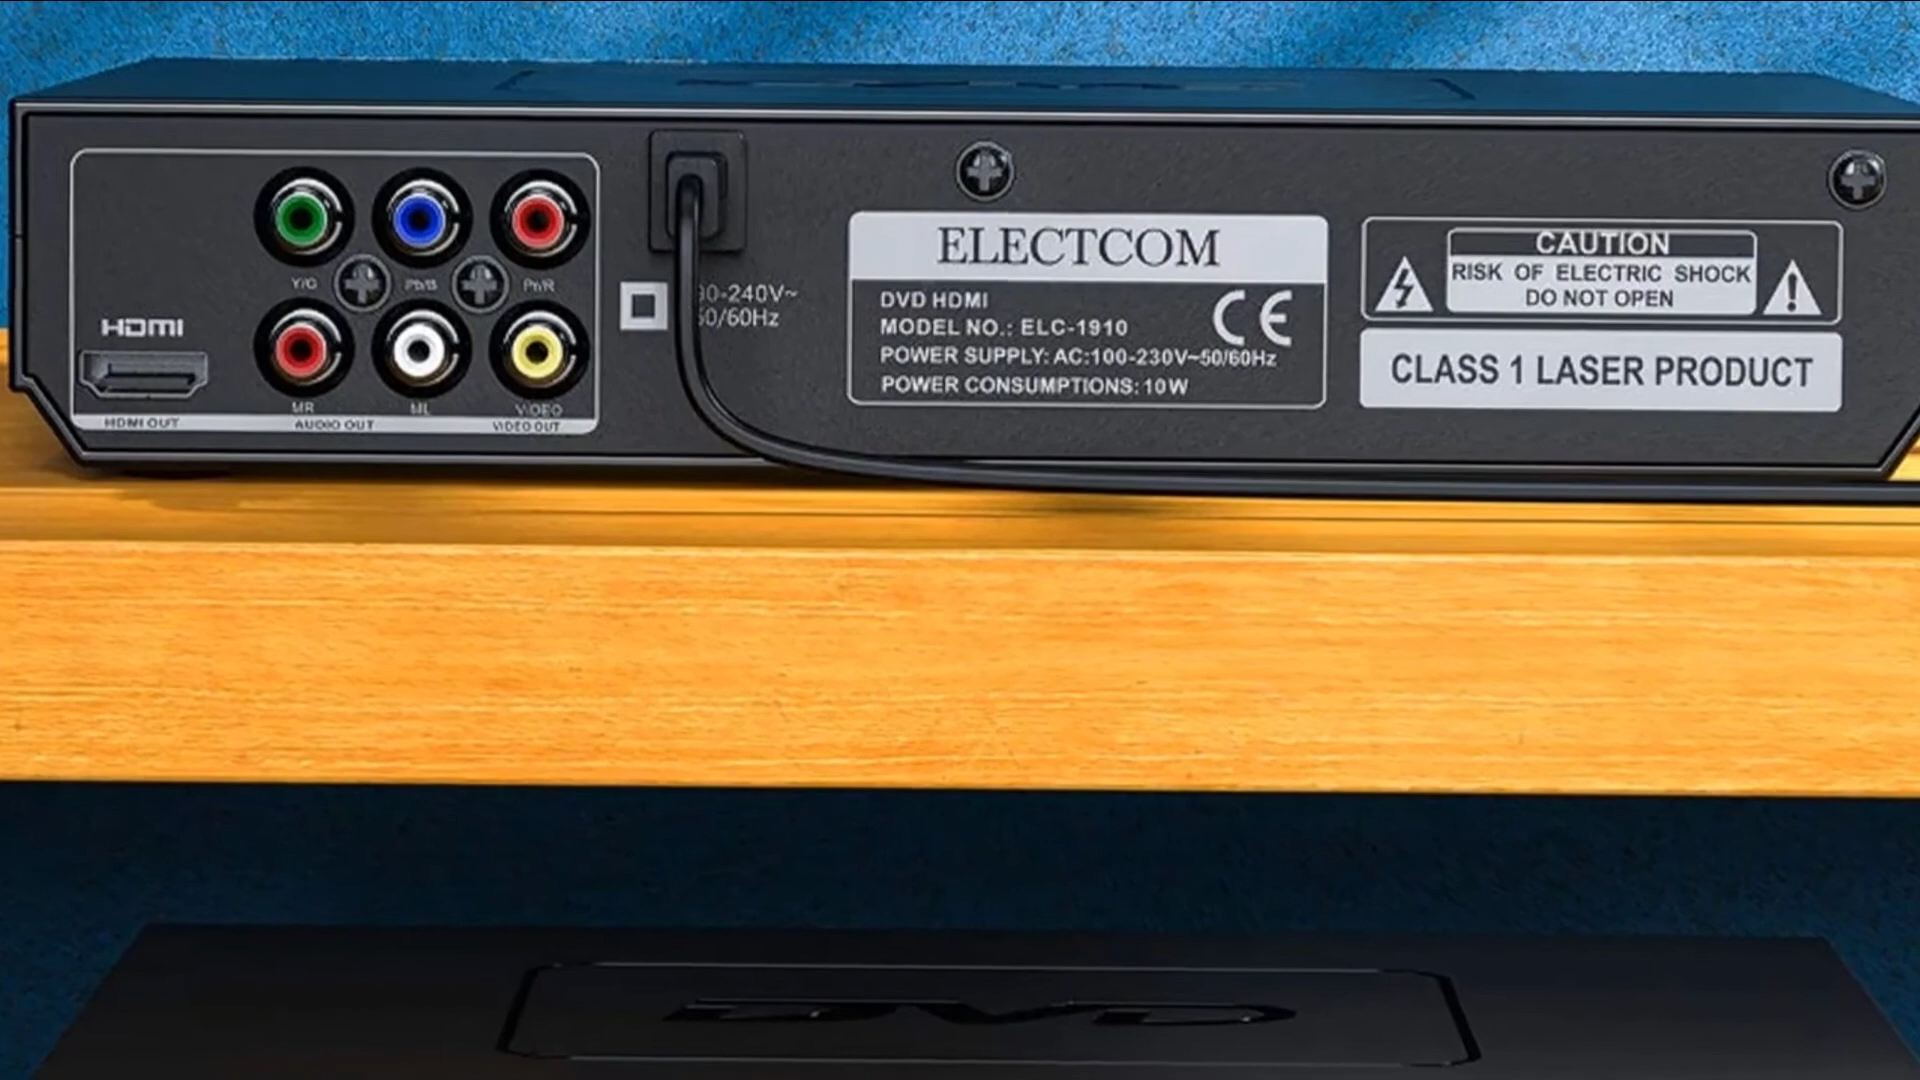 HDMI
HDMI OUT
Y/G
Pb/B
Pr/R
MR
ML
VIDEO
AUDIO OUT
VIDEO OUT
90-240V~
50/60Hz
ELECTCOM
DVD HDMI
MODEL NO.: ELC-1910
POWER SUPPLY: AC:100-230V~50/60Hz
POWER CONSUMPTIONS: 10W
CE
CAUTION
RISK OF ELECTRIC SHOCK
DO NOT OPEN
CLASS 1 LASER PRODUCT
DVD